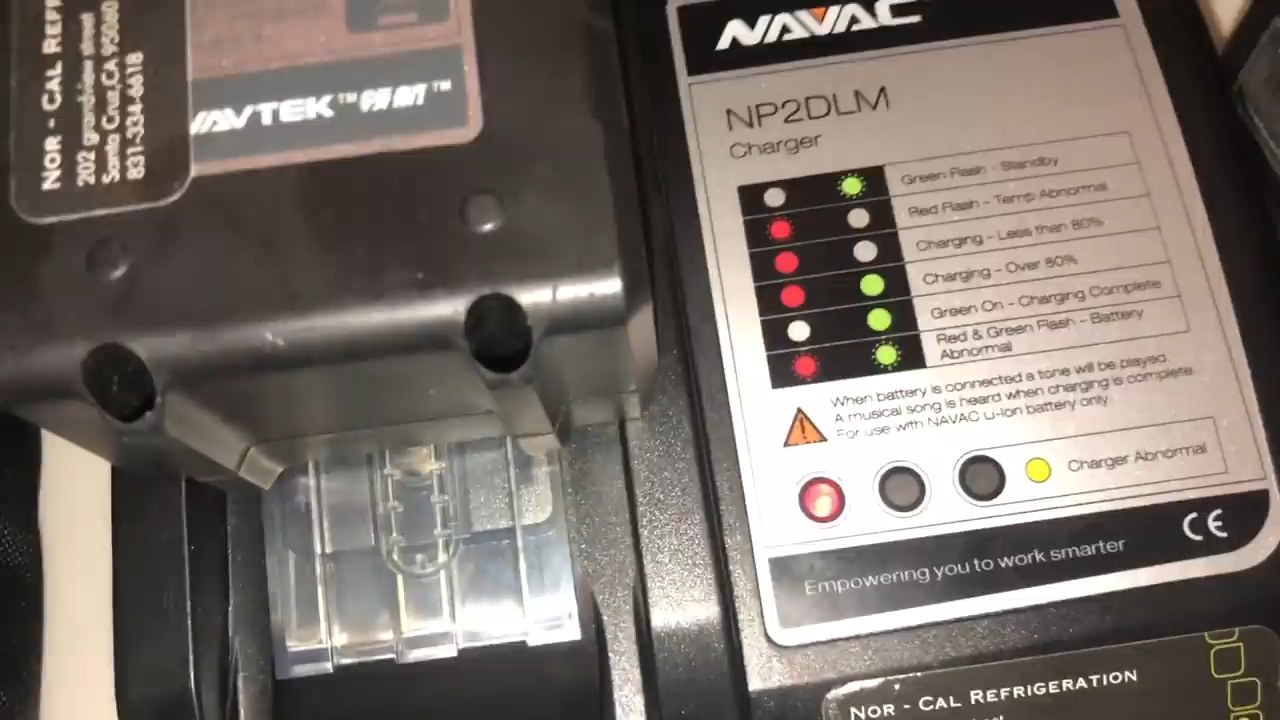 NOR - CAL REFR
202 grandview street
Santa Cruz, CA 95060
831-334-6618
NAVTEK™
NAVAC
NP2DLM
Charger
Green Flash - Standby
Red Flash - Temp Abnormal
Charging - Less than 80%
Charging - Over 80%
Green On - Charging Complete
Red & Green Flash - Battery
Abnormal
When battery is connected a tone will be played.
A musical song is heard when charging is complete.
For use with NAVAC Li-Ion battery only.
Charger Abnormal
Empowering you to work smarter
CE
NOR - CAL REFRIGERATION